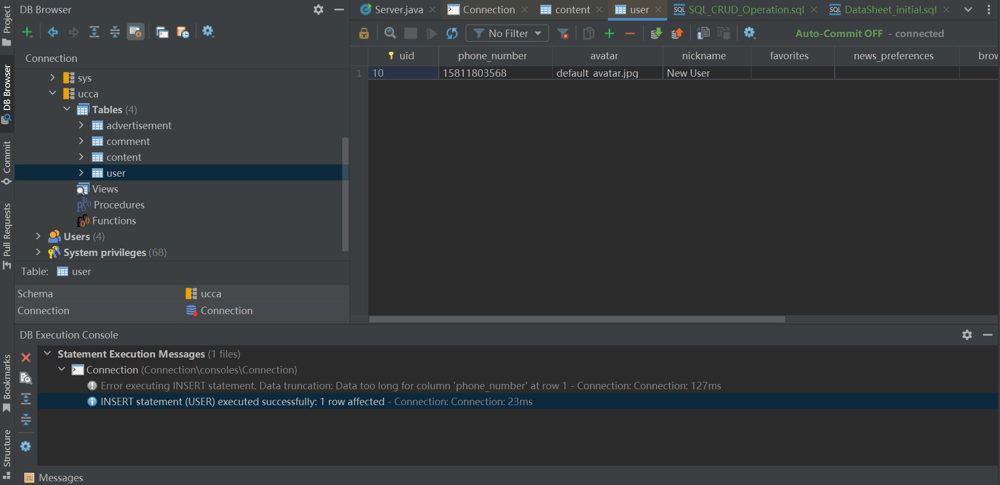 Project
DB Browser
Commit
Pull Requests
Bookmarks
Structure
DB Browser
Connection
sys
ucca
Tables (4)
advertisement
comment
content
user
Views
Procedures
Functions
Users (4)
System privileges (68)
Table: user
Schema ucca
Connection Connection
Server.java Connection content user SQL SQL_CRUD_Operation.sql SQL DataSheet_initial.sql
No Filter Auto-Commit OFF - connected
uid phone_number avatar nickname favorites news_preferences brow
1 10 15811803568 default_avatar.jpg New User
DB Execution Console
Statement Execution Messages (1 files)
Connection (Connection\consoles\Connection)
Error executing INSERT statement. Data truncation: Data too long for column 'phone_number' at row 1 - Connection: Connection: 127ms
INSERT statement (USER) executed successfully: 1 row affected - Connection: Connection: 23ms
Messages